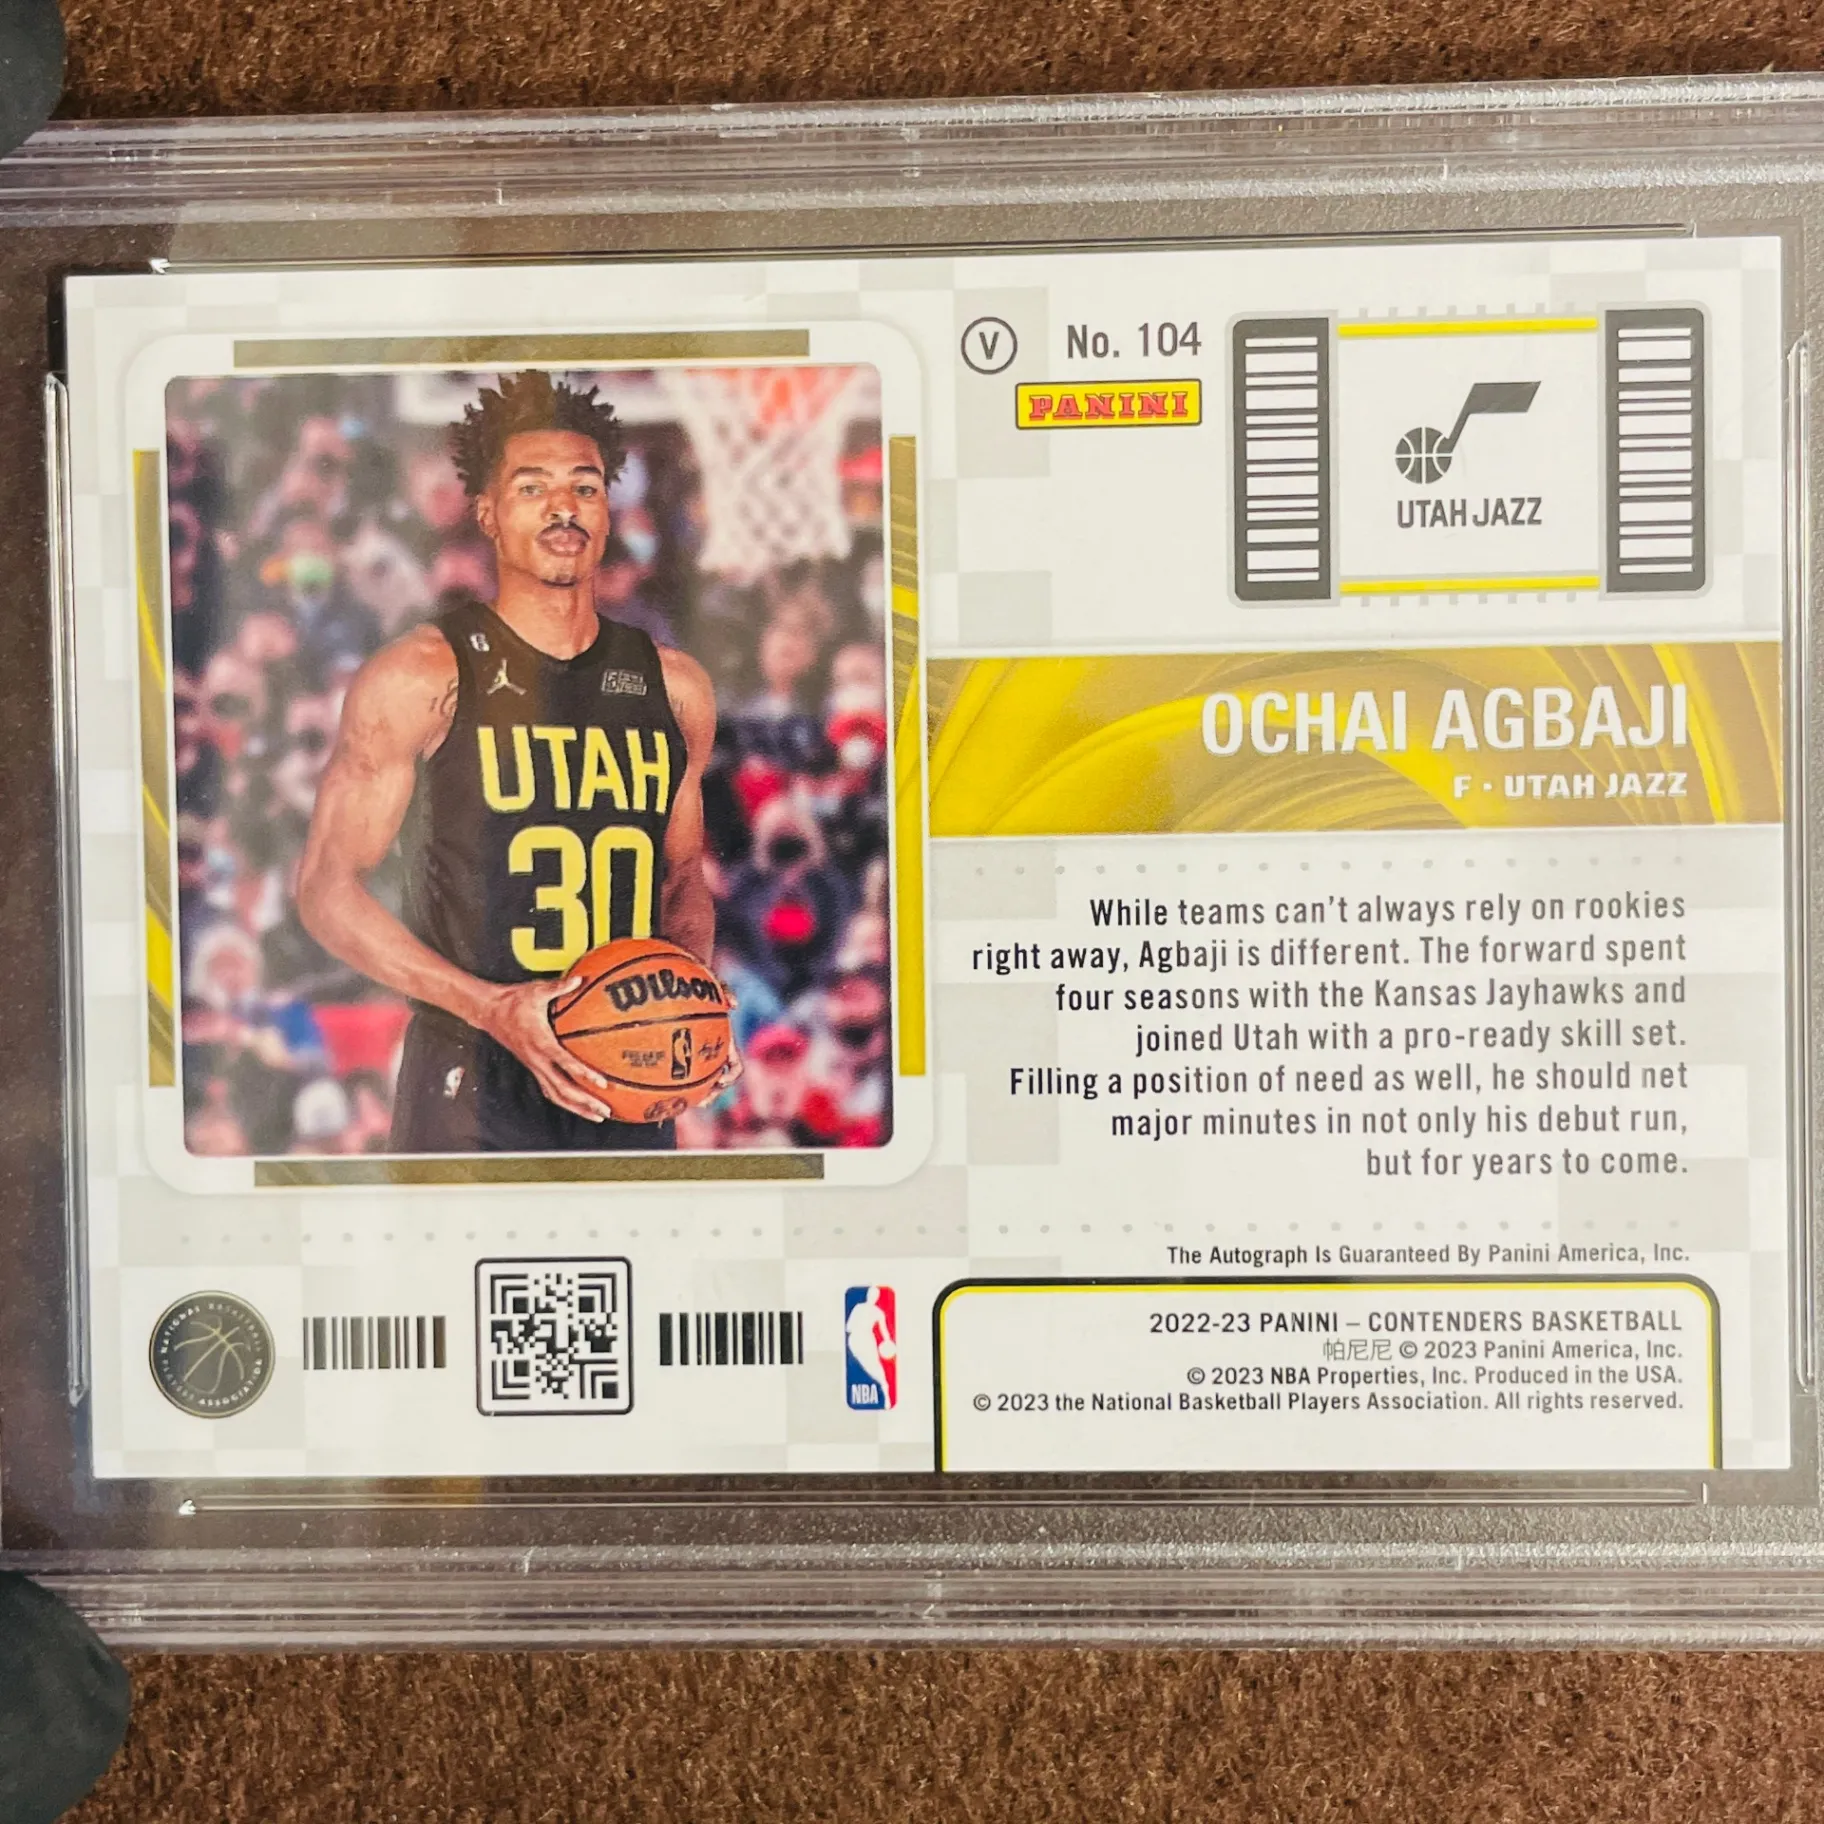 V No. 104
PANINI
UTAH JAZZ
OCHAI AGBAJI
F · UTAH JAZZ
UTAH
30
Wilson
While teams can't always rely on rookies
right away, Agbaji is different. The forward spent
four seasons with the Kansas Jayhawks and
joined Utah with a pro-ready skill set.
Filling a position of need as well, he should net
major minutes in not only his debut run,
but for years to come.
The Autograph Is Guaranteed By Panini America, Inc.
NATIONAL BASKETBALL PLAYERS ASSOCIATION
NBA
2022-23 PANINI – CONTENDERS BASKETBALL
帕尼尼 © 2023 Panini America, Inc.
© 2023 NBA Properties, Inc. Produced in the USA.
© 2023 the National Basketball Players Association. All rights reserved.